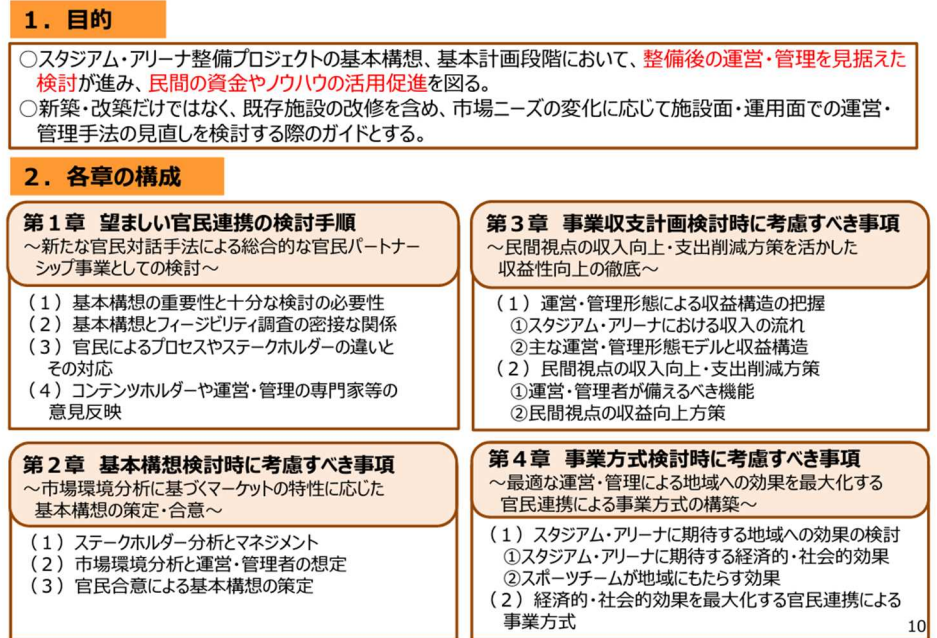 1．目的
○スタジアム・アリーナ整備プロジェクトの基本構想、基本計画段階において、整備後の運営・管理を見据えた
検討が進み、民間の資金やノウハウの活用促進を図る。
○新築・改築だけではなく、既存施設の改修を含め、市場ニーズの変化に応じて施設面・運用面での運営・
管理手法の見直しを検討する際のガイドとする。
2．各章の構成
第1章 望ましい官民連携の検討手順
～新たな官民対話手法による総合的な官民パートナー
シップ事業としての検討～
（1）基本構想の重要性と十分な検討の必要性
（2）基本構想とフィージビリティ調査の密接な関係
（3）官民によるプロセスやステークホルダーの違いと
その対応
（4）コンテンツホルダーや運営・管理の専門家等の
意見反映
第2章 基本構想検討時に考慮すべき事項
～市場環境分析に基づくマーケットの特性に応じた
基本構想の策定・合意～
（1）ステークホルダー分析とマネジメント
（2）市場環境分析と運営・管理者の想定
（3）官民合意による基本構想の策定
第3章 事業収支計画検討時に考慮すべき事項
～民間視点の収入向上・支出削減方策を活かした
収益性向上の徹底～
（1）運営・管理形態による収益構造の把握
①スタジアム・アリーナにおける収入の流れ
②主な運営・管理形態モデルと収益構造
（2）民間視点の収入向上・支出削減方策
①運営・管理者が備えるべき機能
②民間視点の収益向上方策
第4章 事業方式検討時に考慮すべき事項
～最適な運営・管理による地域への効果を最大化する
官民連携による事業方式の構築～
（1）スタジアム・アリーナに期待する地域への効果の検討
①スタジアム・アリーナに期待する経済的・社会的効果
②スポーツチームが地域にもたらす効果
（2）経済的・社会的効果を最大化する官民連携による
事業方式
10